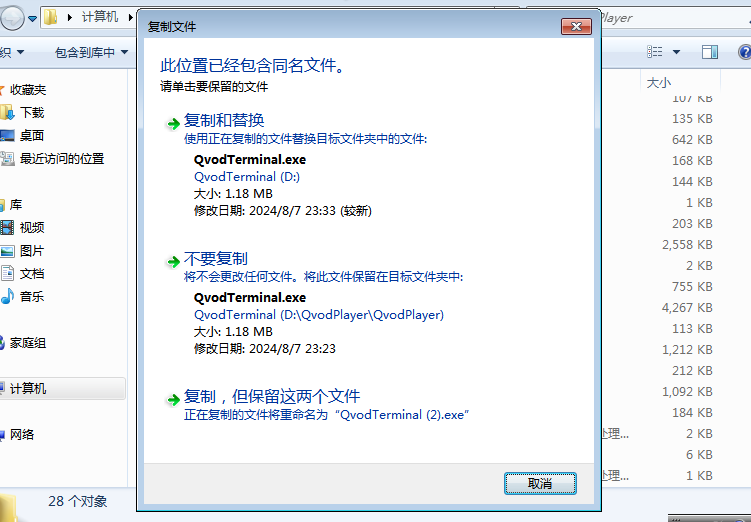 计算机
Player
复制文件
织
包含到库中
大小
收藏夹
下载
桌面
最近访问的位置
库
视频
图片
文档
音乐
家庭组
计算机
网络
28 个对象
此位置已经包含同名文件。
请单击要保留的文件
复制和替换
使用正在复制的文件替换目标文件夹中的文件:
QvodTerminal.exe
QvodTerminal (D:)
大小: 1.18 MB
修改日期: 2024/8/7 23:33 (较新)
不要复制
将不会更改任何文件。将此文件保留在目标文件夹中:
QvodTerminal.exe
QvodTerminal (D:\QvodPlayer\QvodPlayer)
大小: 1.18 MB
修改日期: 2024/8/7 23:23
复制，但保留这两个文件
正在复制的文件将重命名为“QvodTerminal (2).exe”
取消
107 KB
135 KB
642 KB
168 KB
144 KB
1 KB
203 KB
2,558 KB
2 KB
755 KB
4,267 KB
113 KB
1,212 KB
212 KB
1,092 KB
184 KB
处理... 2 KB
6 KB
处理... 1 KB